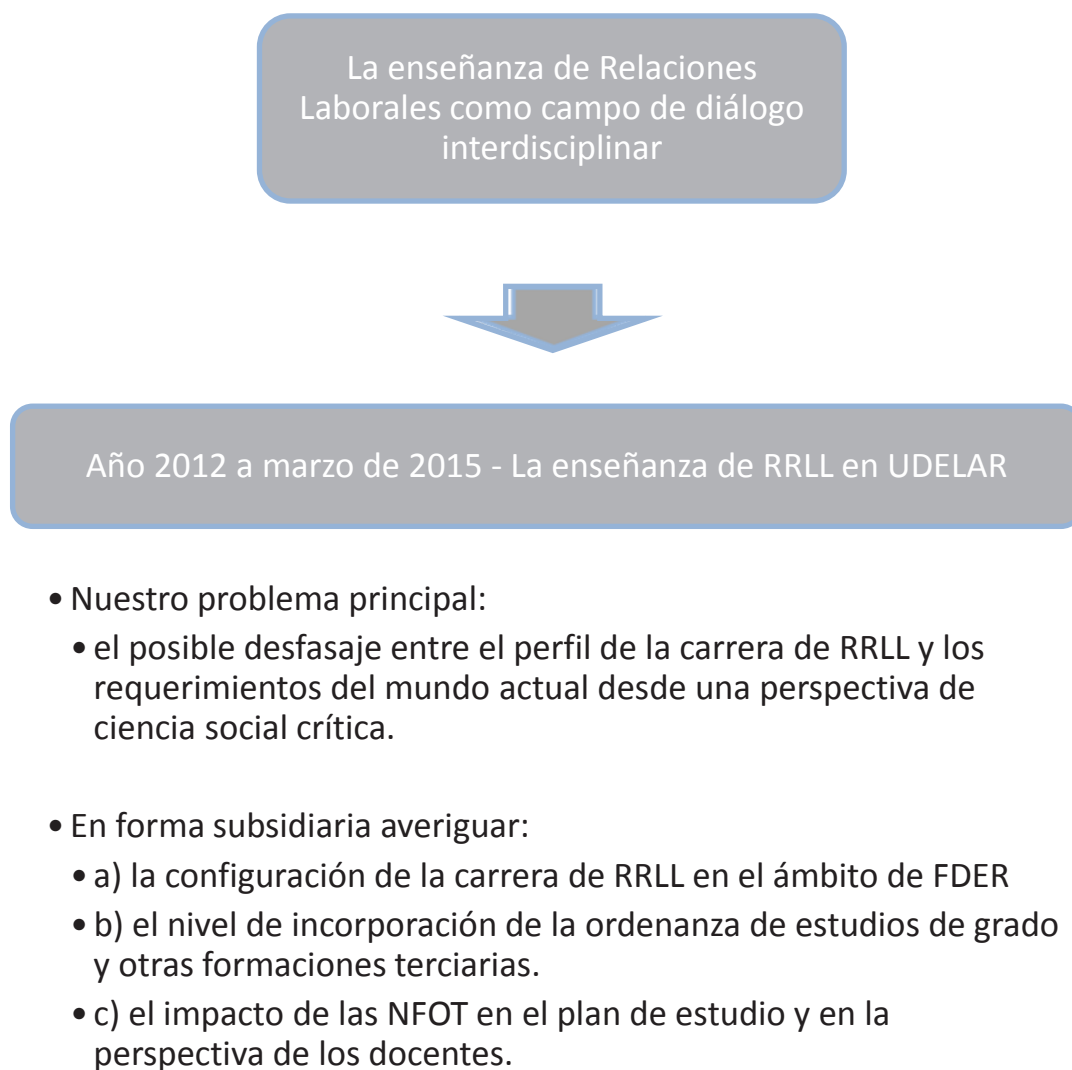 La enseñanza de Relaciones
Laborales como campo de diálogo
interdisciplinar
Año 2012 a marzo de 2015 - La enseñanza de RRLL en UDELAR
• Nuestro problema principal:
• el posible desfasaje entre el perfil de la carrera de RRLL y los
requerimientos del mundo actual desde una perspectiva de
ciencia social crítica.
• En forma subsidiaria averiguar:
• a) la configuración de la carrera de RRLL en el ámbito de FDER
• b) el nivel de incorporación de la ordenanza de estudios de grado
y otras formaciones terciarias.
• c) el impacto de las NFOT en el plan de estudio y en la
perspectiva de los docentes.